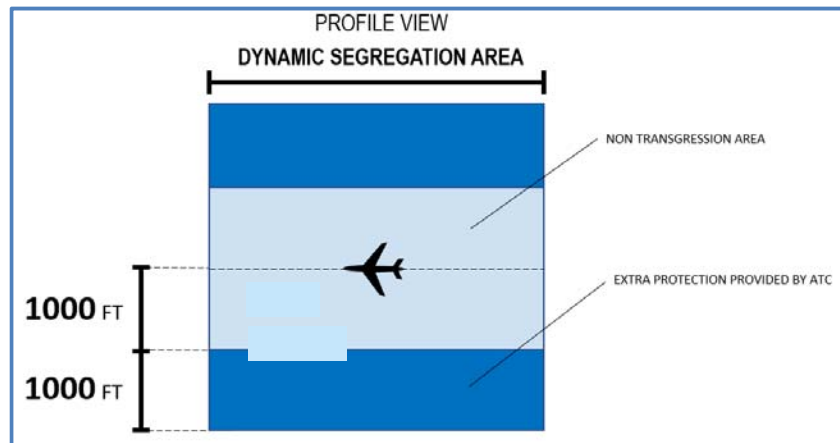 PROFILE VIEW
DYNAMIC SEGREGATION AREA
NON TRANSGRESSION AREA
1000 FT
EXTRA PROTECTION PROVIDED BY ATC
1000 FT